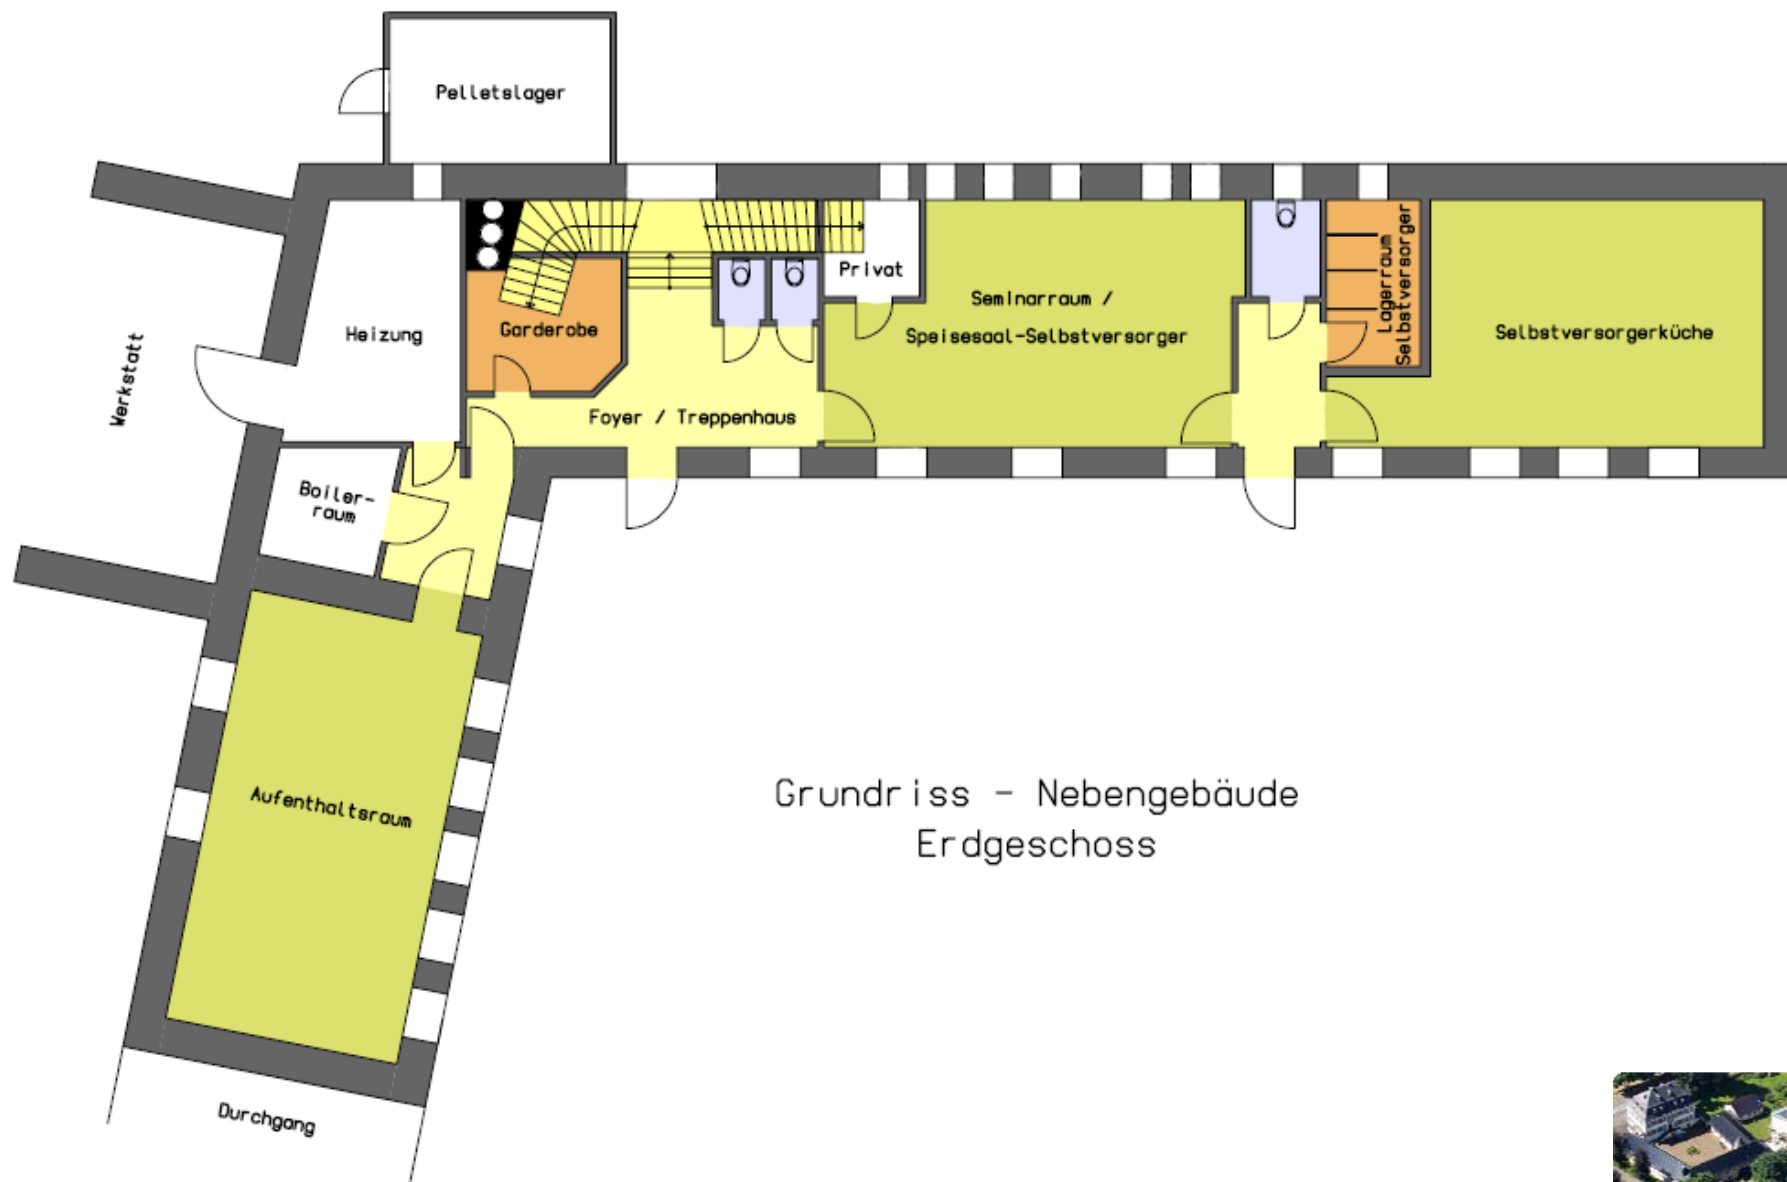 Pelletslager
Werkstatt
Heizung
Garderobe
Privat
Seminarraum /
Speisesaal-Selbstversorger
Lagerraum
Selbstversorger
Selbstversorgerküche
Foyer / Treppenhaus
Boiler-
raum
Aufenthaltsraum
Durchgang
Grundriss - Nebengebäude
Erdgeschoss